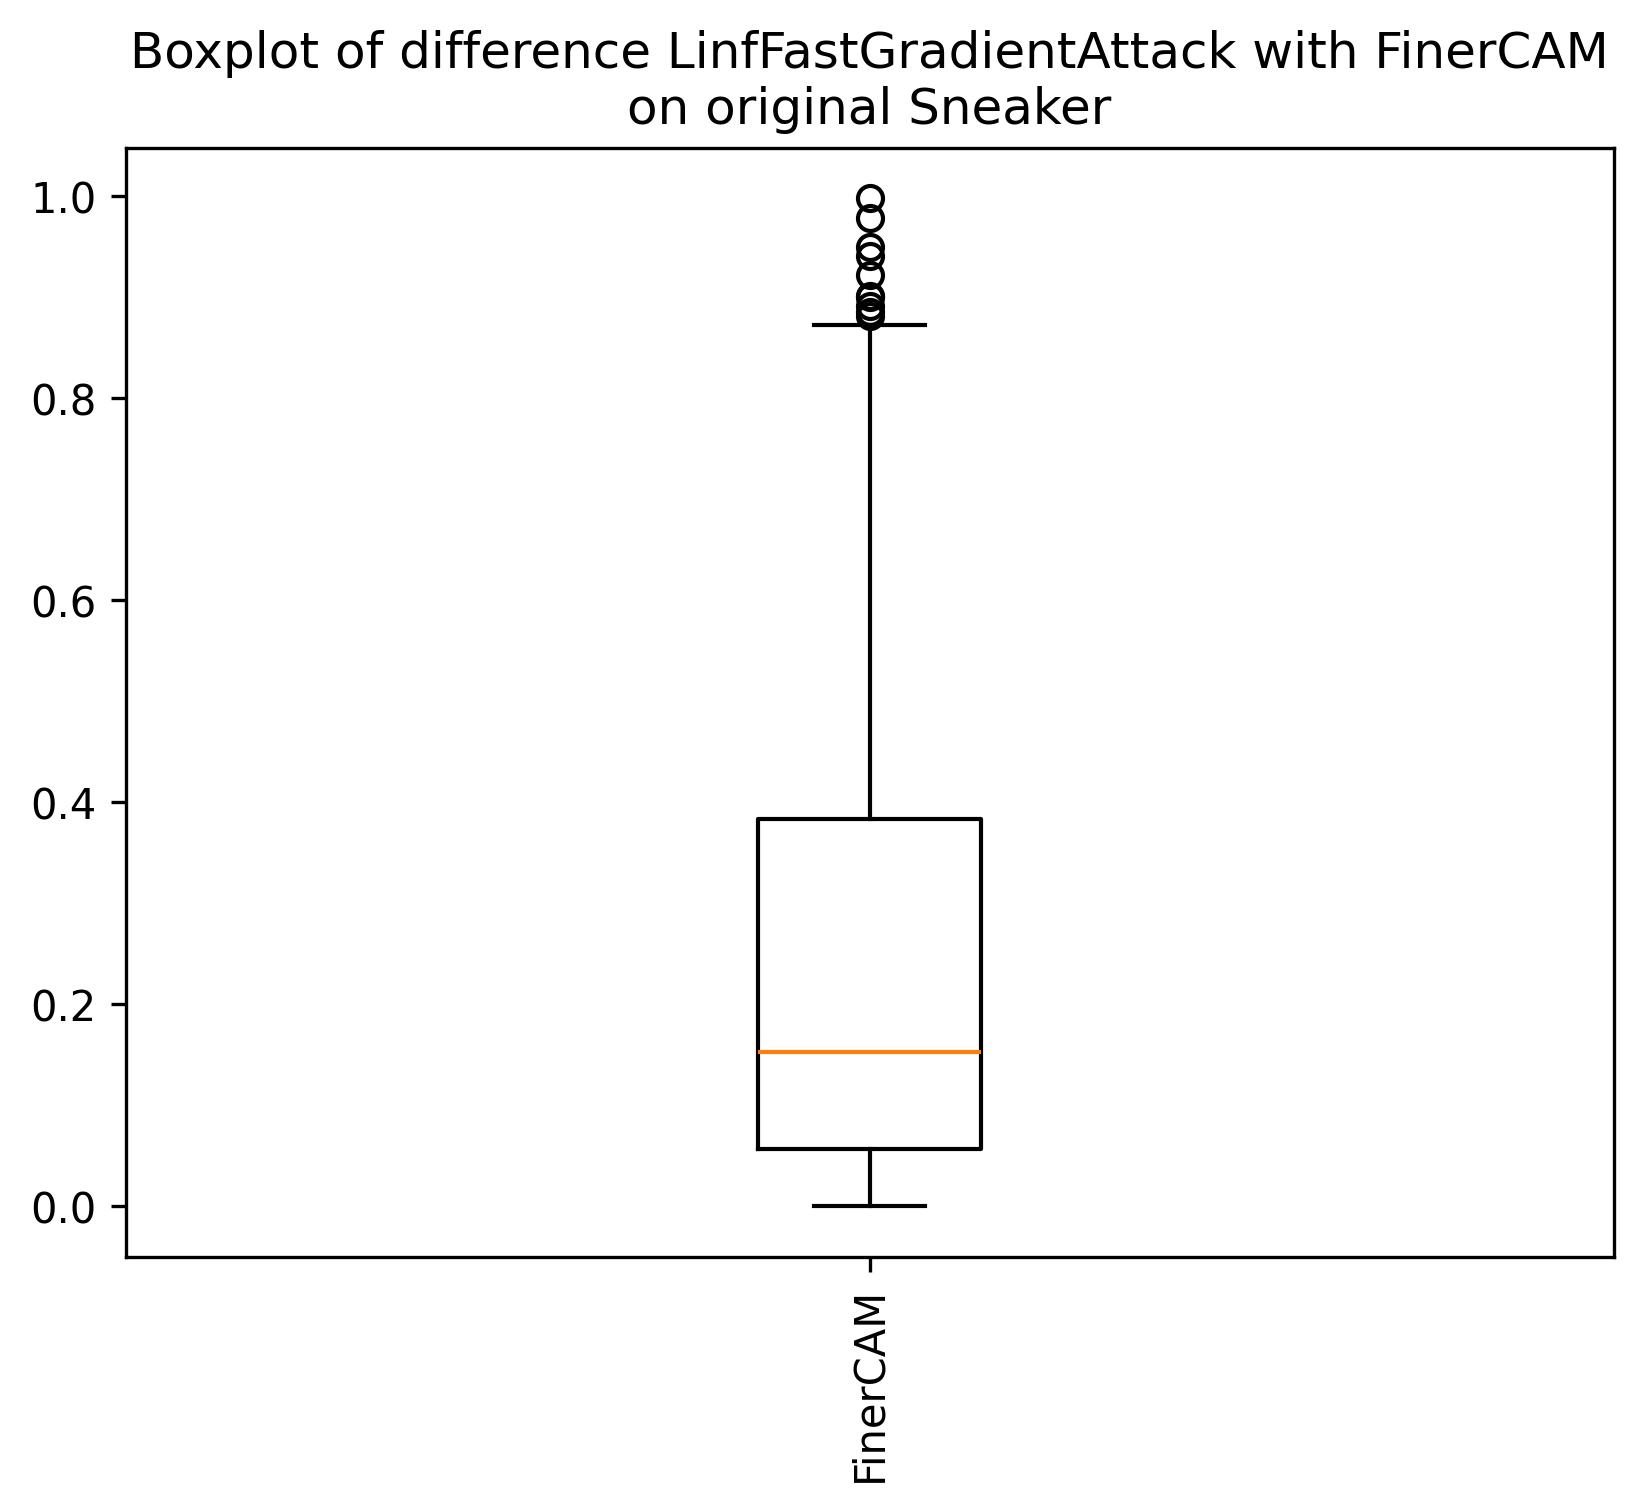 Boxplot of difference LinfFastGradientAttack with FinerCAM
on original Sneaker
1.0
0.8
0.6
0.4
0.2
0.0
FinerCAM